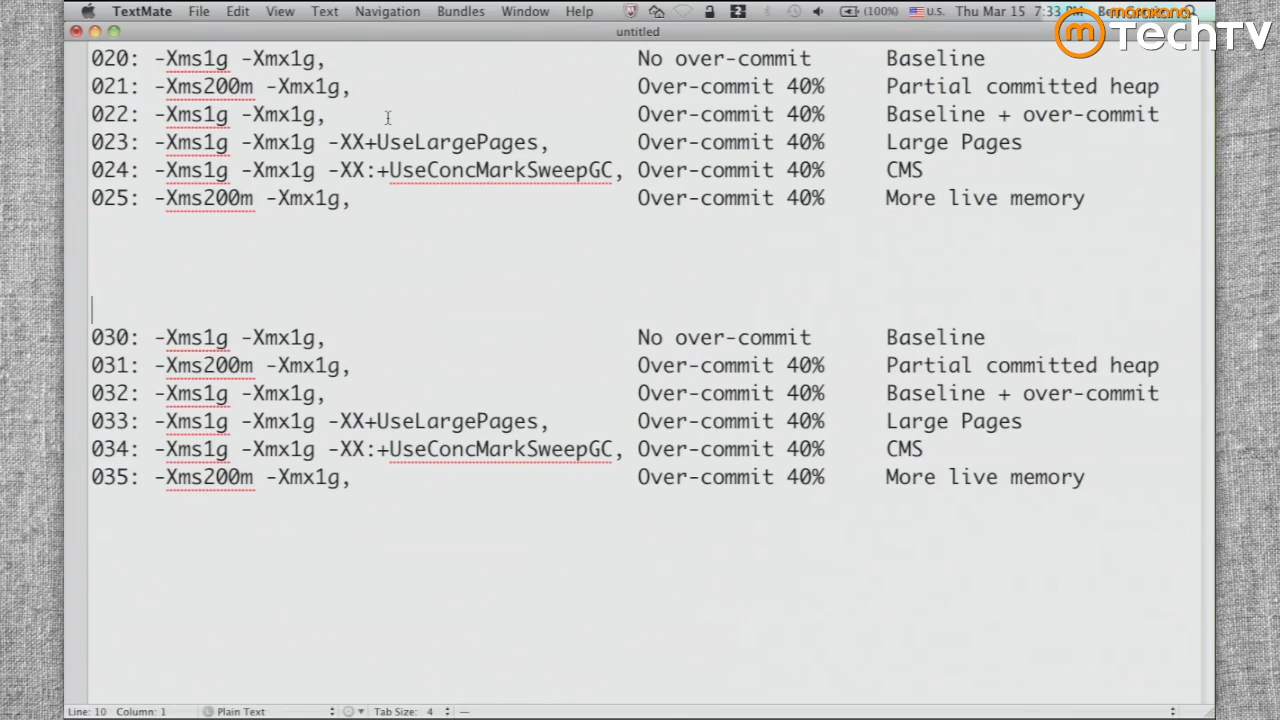 TextMate File Edit View Text Navigation Bundles Window Help (100%) U.S. Thu Mar 15 7:33 PM
marakana
TechTV
untitled
020: -Xms1g -Xmx1g, No over-commit Baseline
021: -Xms200m -Xmx1g, Over-commit 40% Partial committed heap
022: -Xms1g -Xmx1g, Over-commit 40% Baseline + over-commit
023: -Xms1g -Xmx1g -XX+UseLargePages, Over-commit 40% Large Pages
024: -Xms1g -Xmx1g -XX:+UseConcMarkSweepGC, Over-commit 40% CMS
025: -Xms200m -Xmx1g, Over-commit 40% More live memory
030: -Xms1g -Xmx1g, No over-commit Baseline
031: -Xms200m -Xmx1g, Over-commit 40% Partial committed heap
032: -Xms1g -Xmx1g, Over-commit 40% Baseline + over-commit
033: -Xms1g -Xmx1g -XX+UseLargePages, Over-commit 40% Large Pages
034: -Xms1g -Xmx1g -XX:+UseConcMarkSweepGC, Over-commit 40% CMS
035: -Xms200m -Xmx1g, Over-commit 40% More live memory
Line: 10 Column: 1 Plain Text Tab Size: 4 —